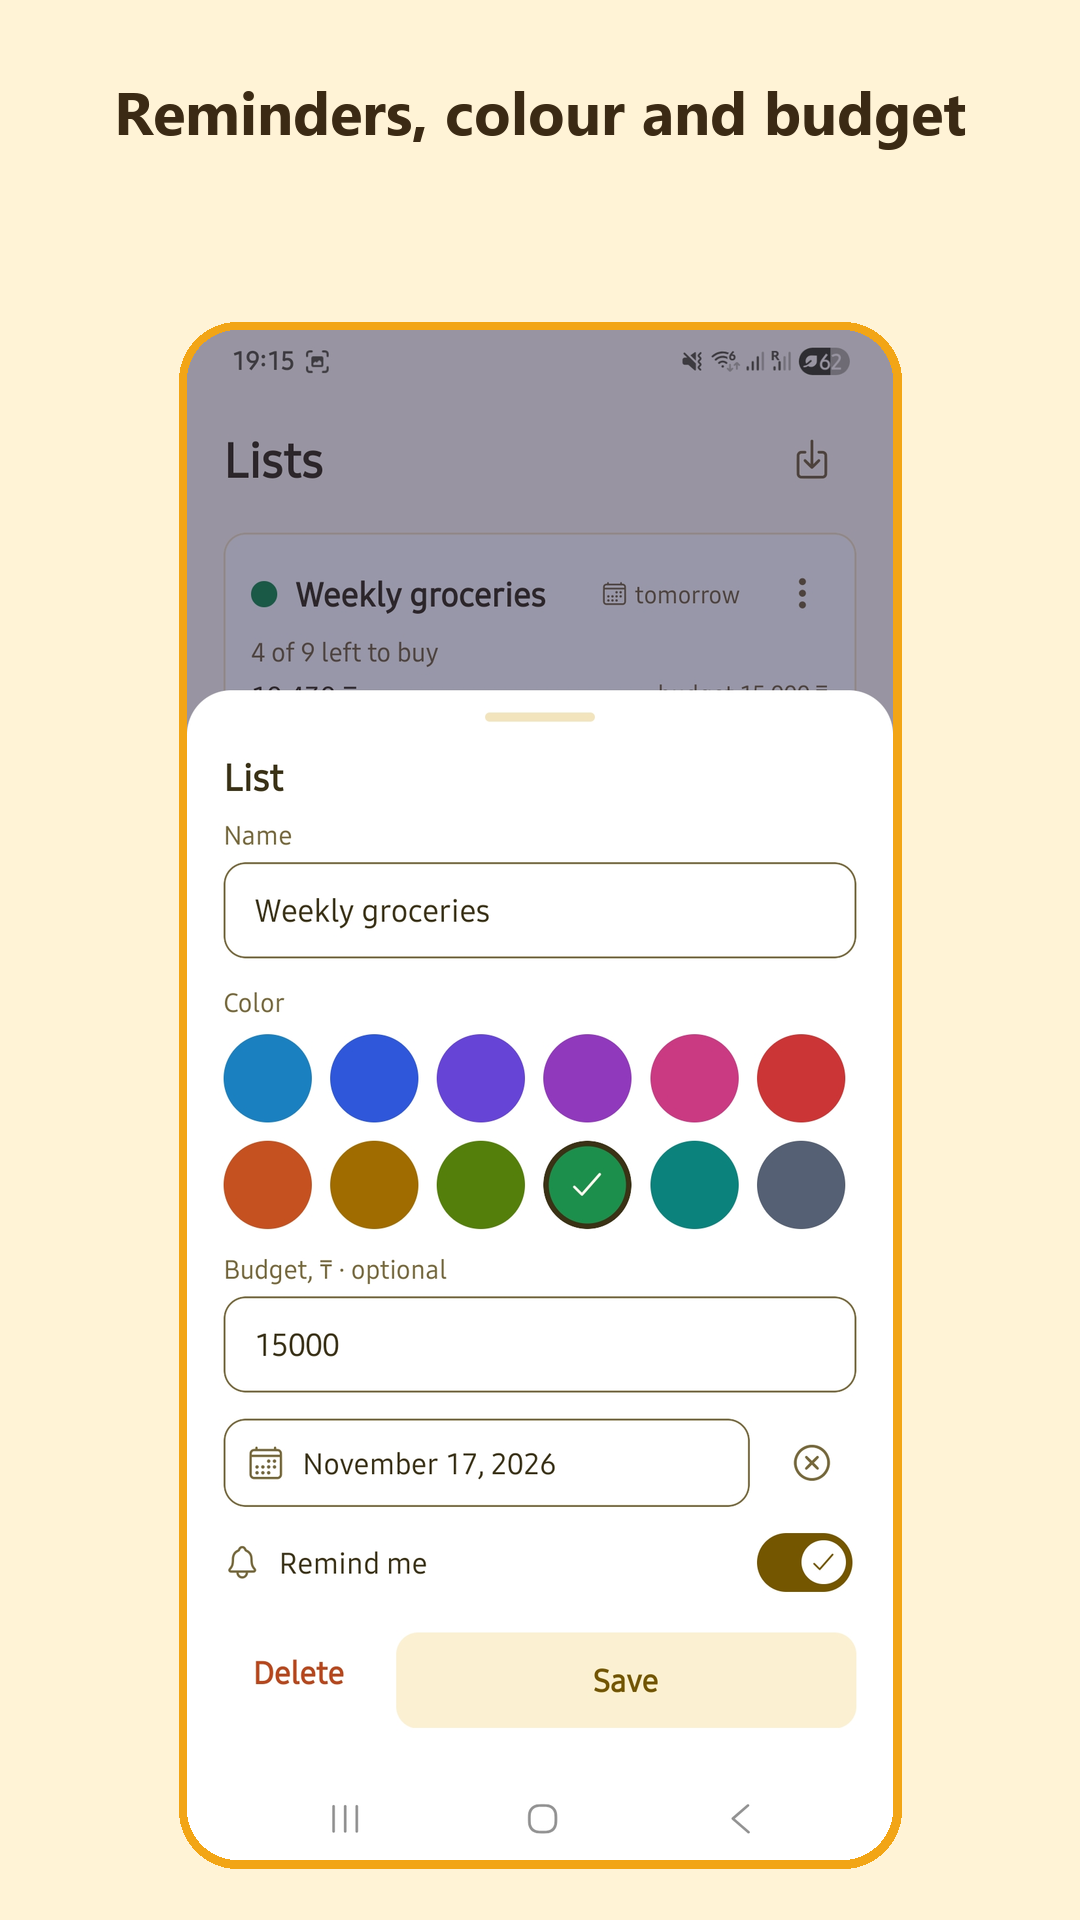 Reminders, colour and budget
19:15
62
Lists
Weekly groceries
tomorrow
4 of 9 left to buy
List
Name
Weekly groceries
Color
Budget, ₸ · optional
15000
November 17, 2026
Remind me
Delete
Save